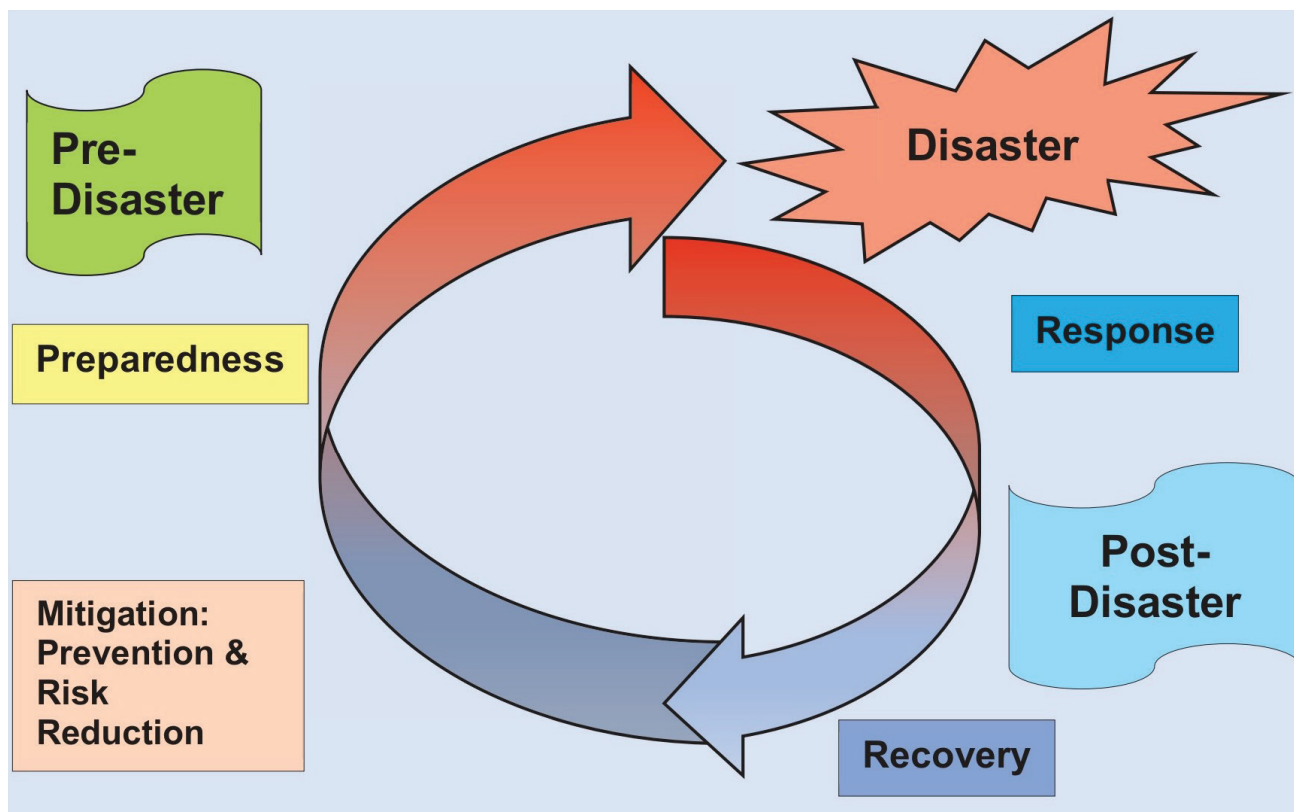 Pre-
Disaster
Disaster
Preparedness
Response
Post-
Disaster
Mitigation:
Prevention &
Risk
Reduction
Recovery